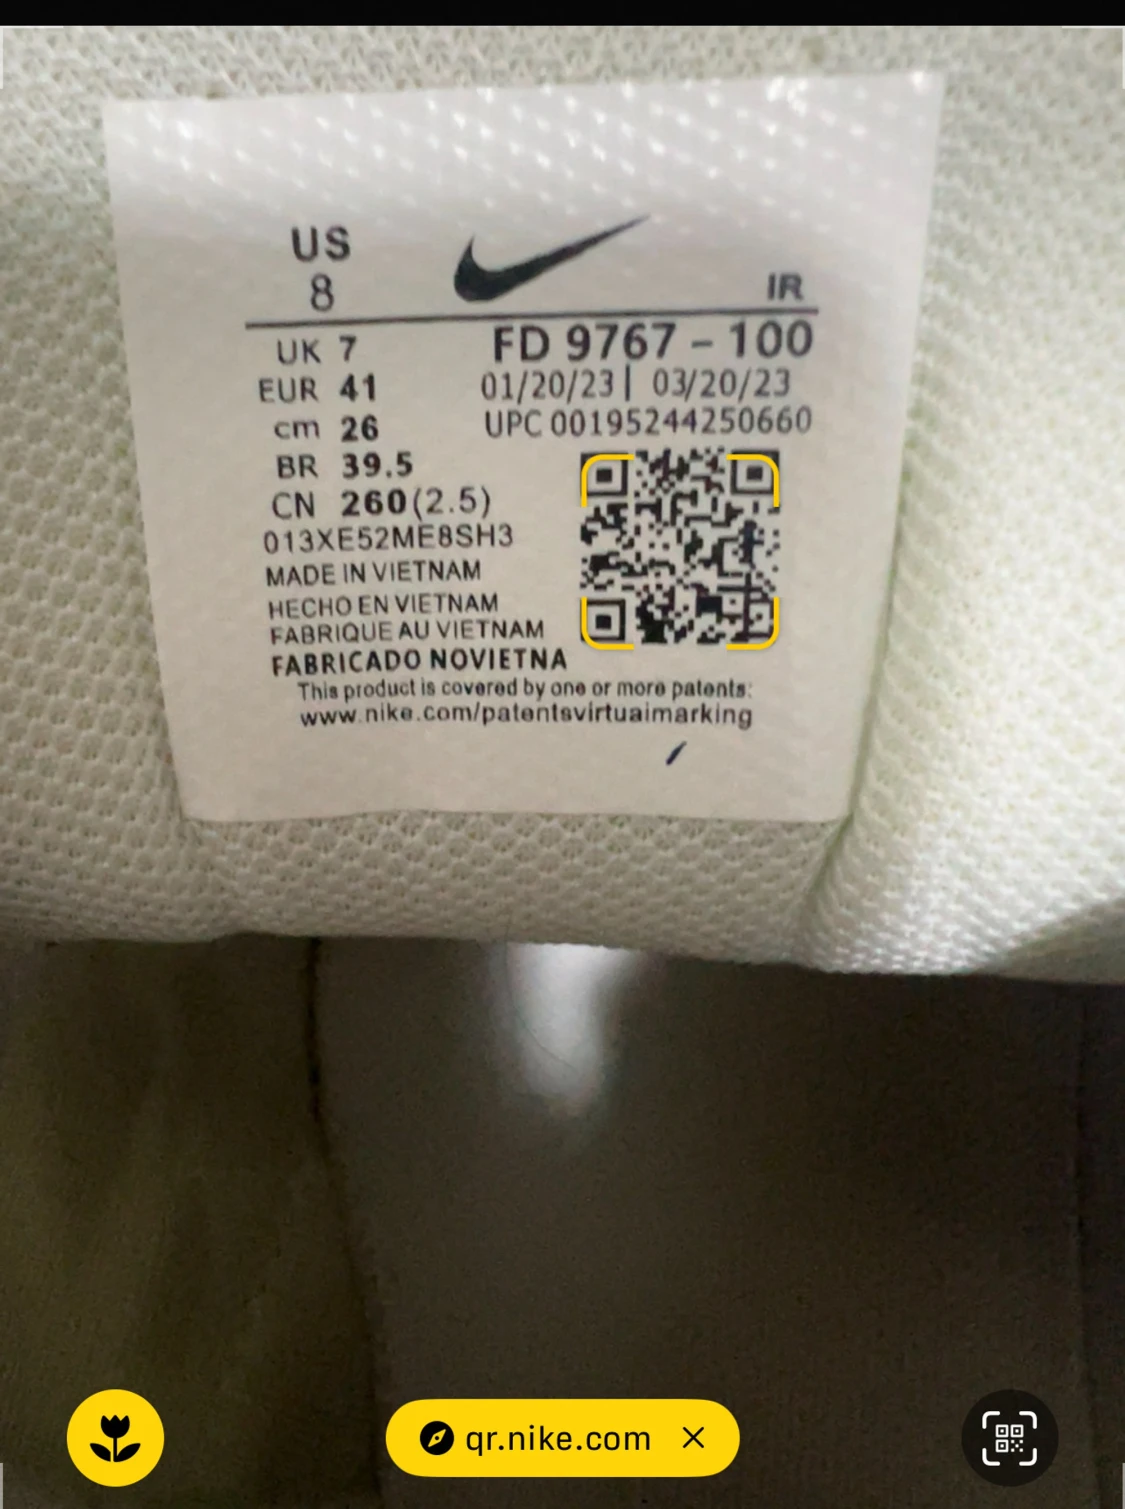 US
8
IR
UK 7
FD 9767 - 100
EUR 41
01/20/23 | 03/20/23
cm 26
UPC 00195244250660
BR 39.5
CN 260(2.5)
013XE52ME8SH3
MADE IN VIETNAM
HECHO EN VIETNAM
FABRIQUE AU VIETNAM
FABRICADO NOVIETNA
This product is covered by one or more patents:
www.nike.com/patentsvirtuaimarking
qr.nike.com